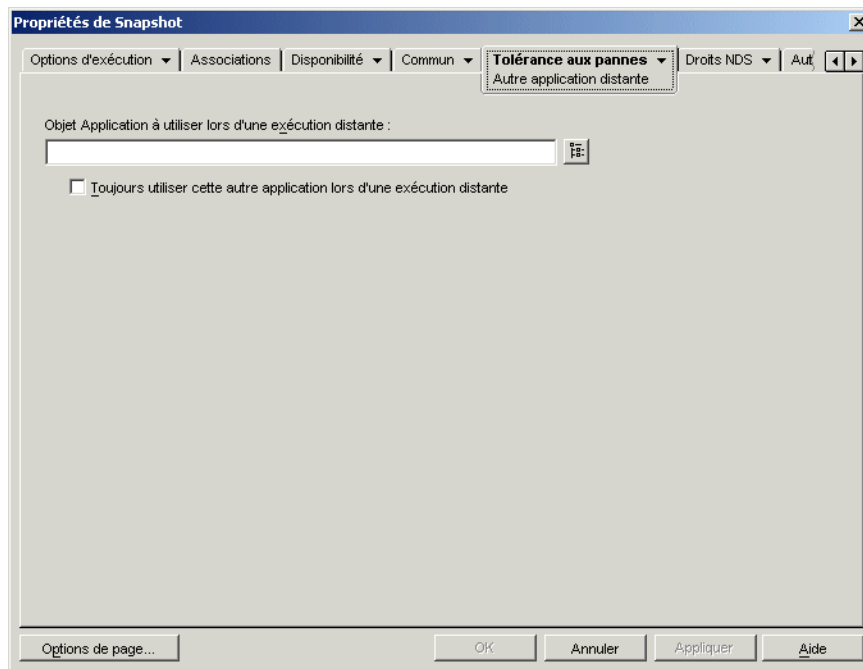 Propriétés de Snapshot
Options d'exécution
Associations
Disponibilité
Commun
Tolérance aux pannes
Autre application distante
Droits NDS
Aut
Objet Application à utiliser lors d'une exécution distante :
Toujours utiliser cette autre application lors d'une exécution distante
Options de page...
OK
Annuler
Appliquer
Aide